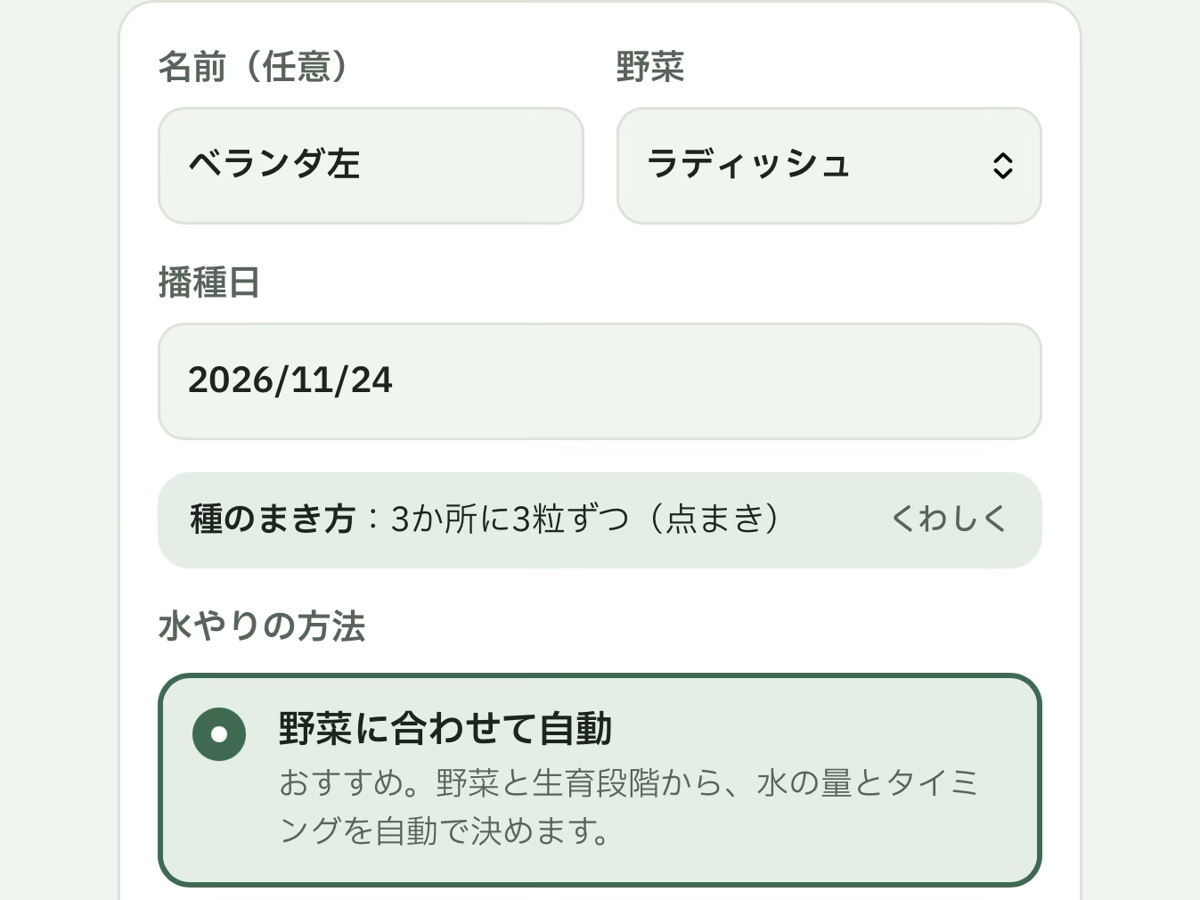 名前（任意）
野菜
ベランダ左
ラディッシュ
播種日
2026/11/24
種のまき方：3か所に3粒ずつ（点まき）
くわしく
水やりの方法
野菜に合わせて自動
おすすめ。野菜と生育段階から、水の量とタイミ
ングを自動で決めます。